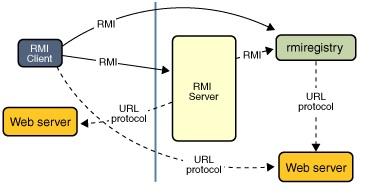 RMI
RMI
Client
RMI
RMI
Server
RMI
rmiregistry
Web server
URL
protocol
URL
protocol
URL
protocol
Web server